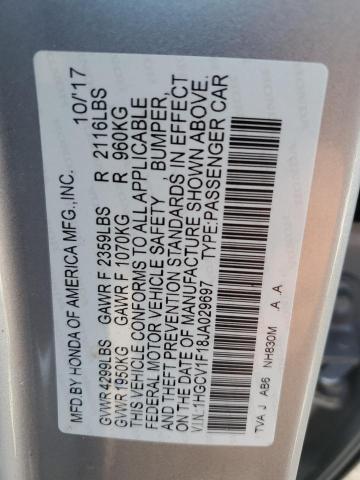 MFD BY HONDA OF AMERICA MFG.,INC. 10/'17
GVWR 4299LBS GAWR F 2359LBS R 2116LBS
GVWR 1950KG GAWR F 1070KG R 960KG
THIS VEHICLE CONFORMS TO ALL APPLICABLE
FEDERAL MOTOR VEHICLE SAFETY , BUMPER,
AND THEFT PREVENTION STANDARDS IN EFFECT
ON THE DATE OF MANUFACTURE SHOWN ABOVE.
V.I.N:1HGCV1F18JA029697 TYPE:PASSENGER CAR
TVA J AB6 NH830M A A